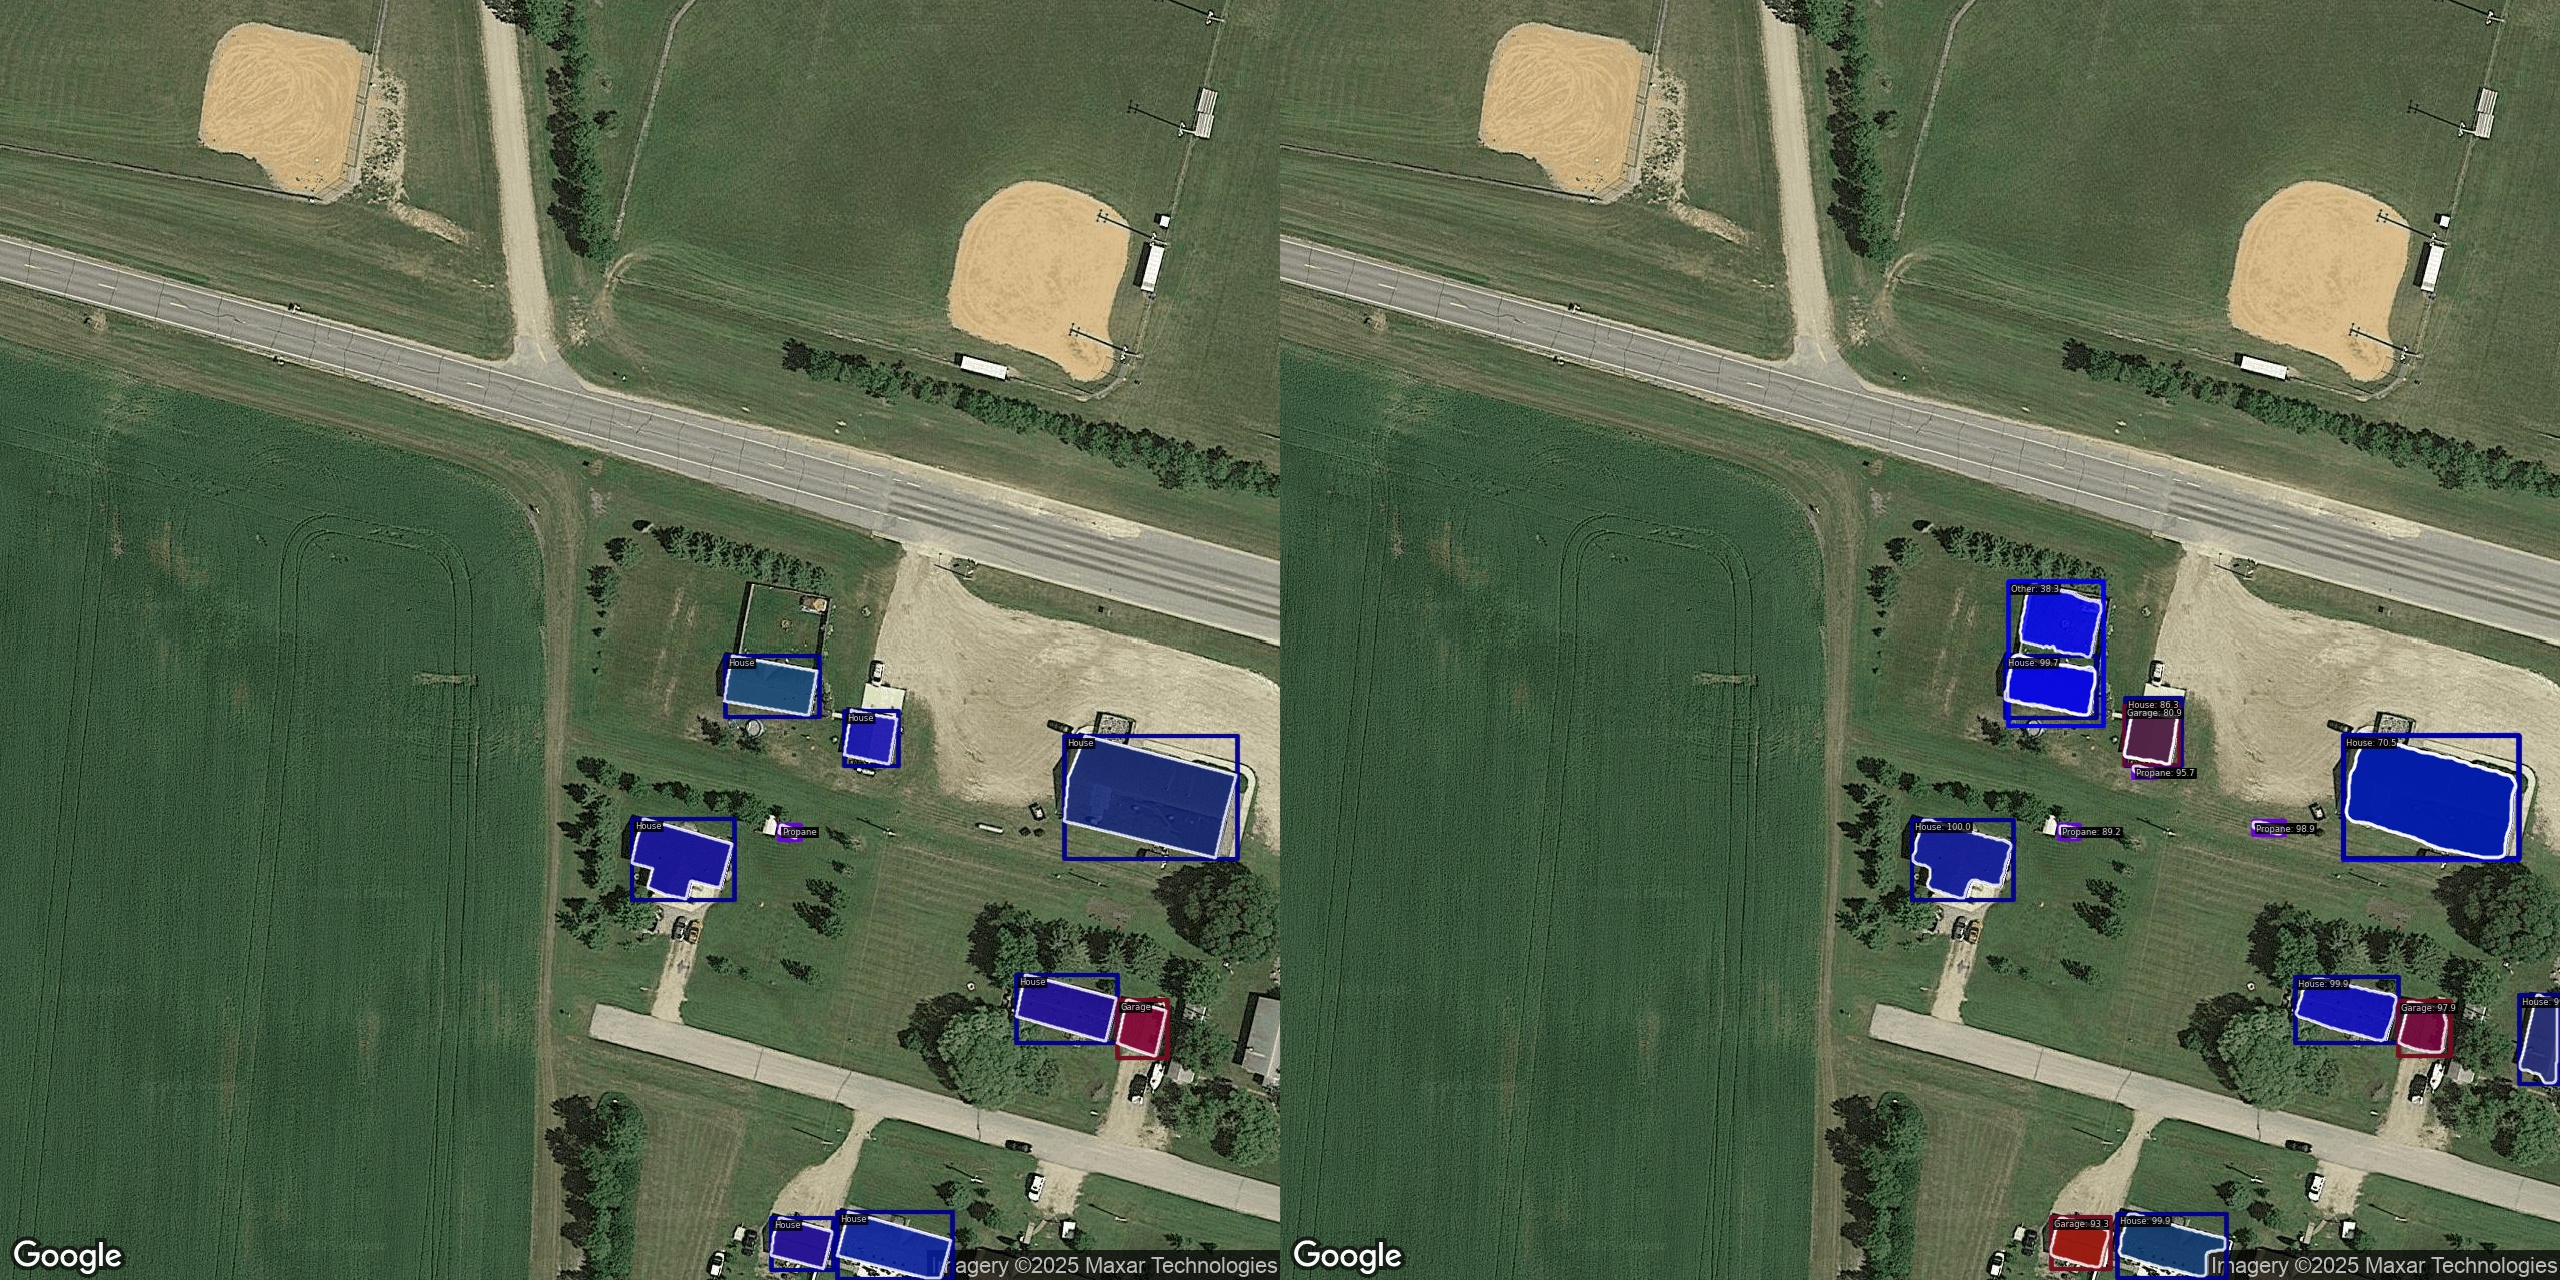 Other: 38.3
House
House: 99.7
House
House: 86.3
Garage: 80.9
House
House: 70.5
Propane: 95.7
House
Propane
House: 100.0
Propane: 89.2
Propane: 98.9
House
Garage
House: 99.9
Garage: 97.9
House: 9
House
House
Garage: 93.3
House: 99.9
Google
Imagery ©2025 Maxar Technologies
Google
Imagery ©2025 Maxar Technologies